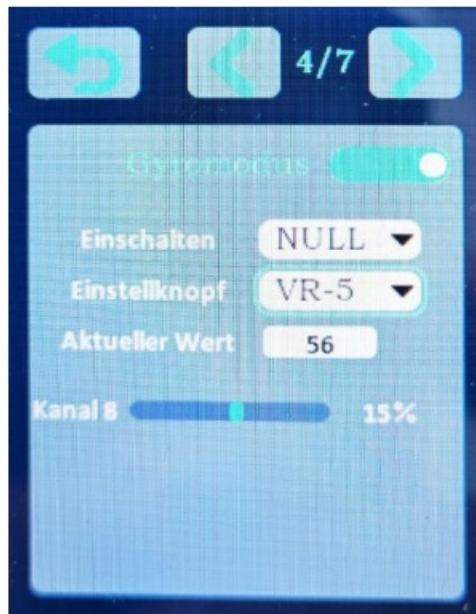 4/7
Gyromodus
Einschalten NULL
Einstellknopf VR-5
Aktueller Wert 56
Kanal 8 15%